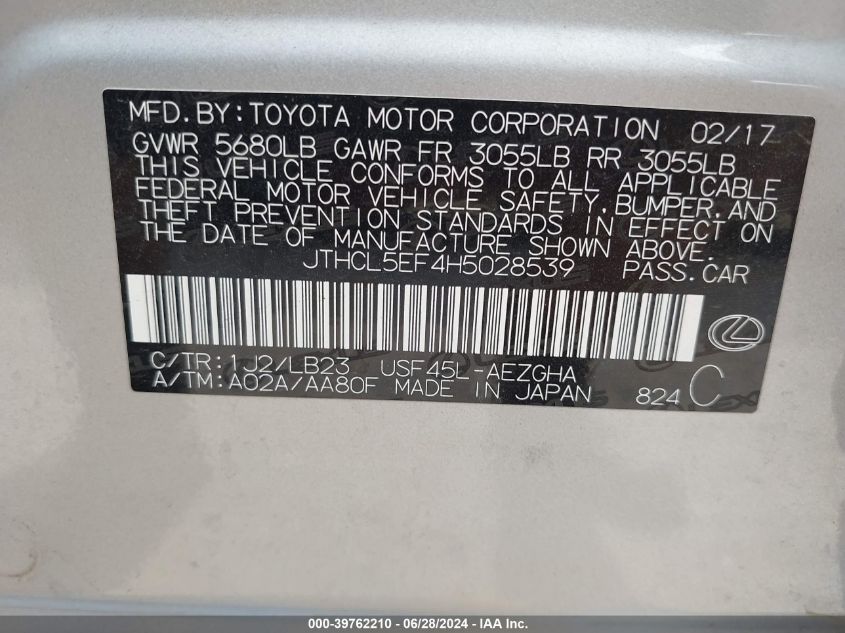 MFD.BY:TOYOTA MOTOR CORPORATION 02/17
GVWR 5680LB GAWR FR 3055LB RR 3055LB
THIS VEHICLE CONFORMS TO ALL APPLICABLE
FEDERAL MOTOR VEHICLE SAFETY,BUMPER,AND
THEFT PREVENTION STANDARDS IN EFFECT ON
THE DATE OF MANUFACTURE SHOWN ABOVE.
JTHCL5EF4H5028539 PASS.CAR
C/TR:1J2/LB23 USF45L-AEZGHA
A/TM:A02A/AA80F MADE IN JAPAN 824 C
000-39762210 - 06/28/2024 - IAA Inc.